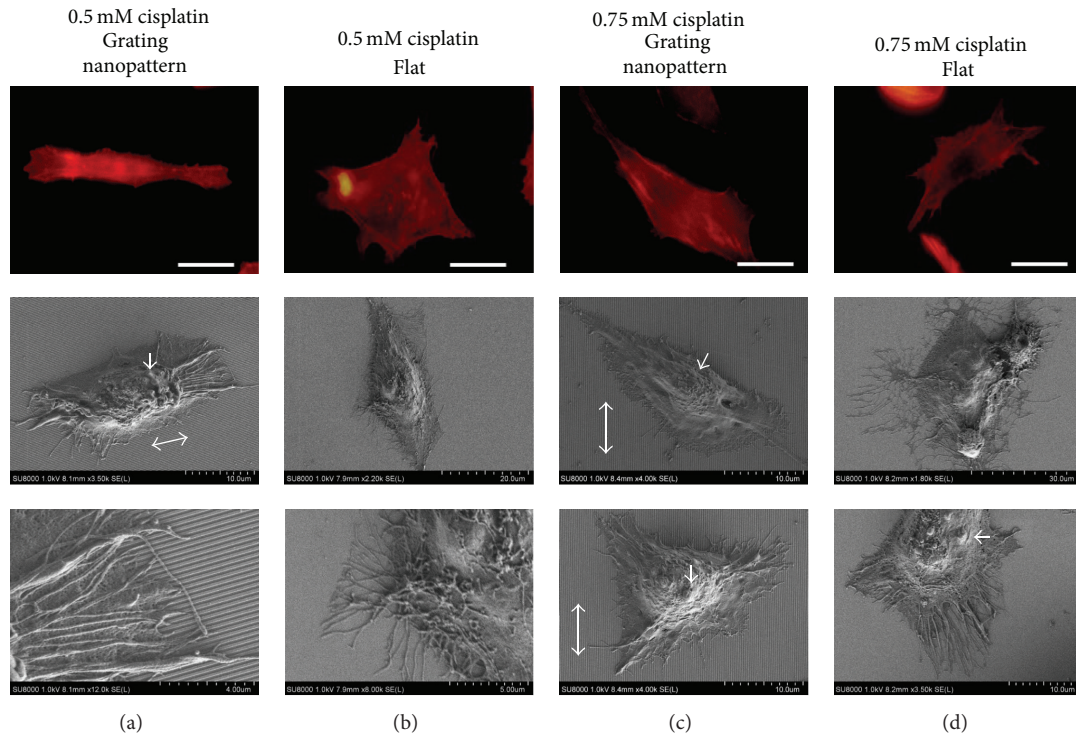 0.5 mM cisplatin
Grating
nanopattern
0.5 mM cisplatin
Flat
0.75 mM cisplatin
Grating
nanopattern
0.75 mM cisplatin
Flat
SU8000 1.0kV 8.1mm x3.50k SE(L) 10.0um
SU8000 1.0kV 7.9mm x2.20k SE(L) 20.0um
SU8000 1.0kV 8.4mm x4.00k SE(L) 10.0um
SU8000 1.0kV 8.2mm x1.80k SE(L) 30.0um
SU8000 1.0kV 8.1mm x12.0k SE(L) 4.00um
SU8000 1.0kV 7.9mm x8.00k SE(L) 5.00um
SU8000 1.0kV 8.4mm x4.00k SE(L) 10.0um
SU8000 1.0kV 8.2mm x3.50k SE(L) 10.0um
(a)
(b)
(c)
(d)